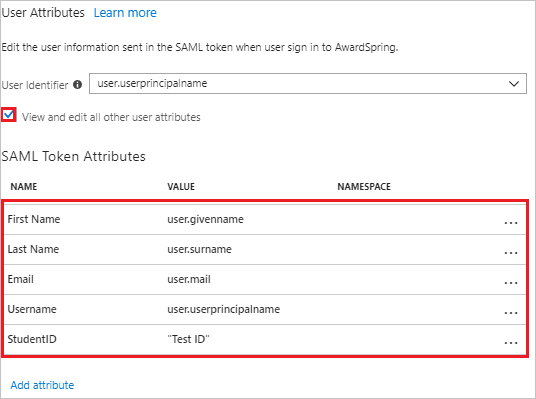 User Attributes Learn more
Edit the user information sent in the SAML token when user sign in to AwardSpring.
User Identifier user.userprincipalname
View and edit all other user attributes
SAML Token Attributes
NAME VALUE NAMESPACE
First Name user.givenname ...
Last Name user.surname ...
Email user.mail ...
Username user.userprincipalname ...
StudentID "Test ID" ...
Add attribute